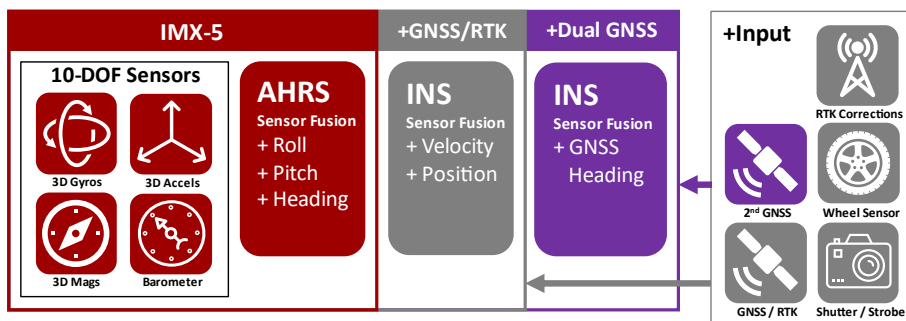 IMX-5
+GNSS/RTK
+Dual GNSS
+Input
10-DOF Sensors
3D Gyros
3D Accels
3D Mags
Barometer
AHRS
Sensor Fusion
+ Roll
+ Pitch
+ Heading
INS
Sensor Fusion
+ Velocity
+ Position
INS
Sensor Fusion
+ GNSS
Heading
RTK Corrections
2nd GNSS
Wheel Sensor
GNSS / RTK
Shutter / Strobe